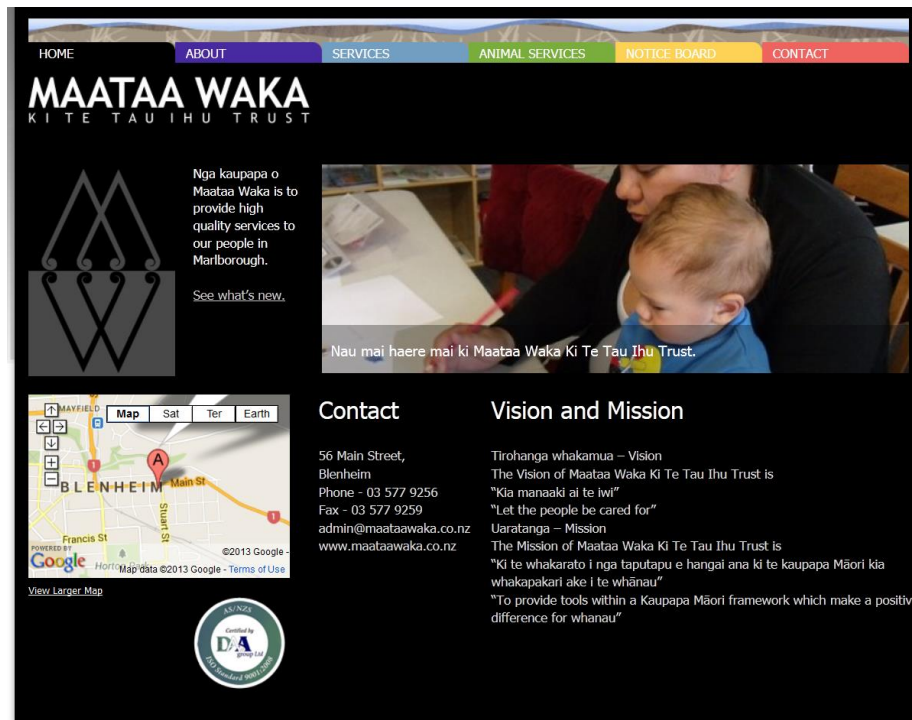 HOME ABOUT SERVICES ANIMAL SERVICES NOTICE BOARD CONTACT
MAATAA WAKA
KI TE TAU IHU TRUST
Nga kaupapa o
Maataa Waka is to
provide high
quality services to
our people in
Marlborough.
See what's new.
Nau mai haere mai ki Maataa Waka Ki Te Tau Ihu Trust.
MAYFIELD
Map Sat Ter Earth
A
1
BLENHEIM
Main St
Stuart St
1
1
Francis St
POWERED BY
Google
©2013 Google -
Map data ©2013 Google - Terms of Use
View Larger Map
AS/NZS
Certified by
DAA
group Ltd
ISO Standard 9001:2008
Contact
56 Main Street,
Blenheim
Phone - 03 577 9256
Fax - 03 577 9259
admin@maataawaka.co.nz
www.maataawaka.co.nz
Vision and Mission
Tirohanga whakamua – Vision
The Vision of Maataa Waka Ki Te Tau Ihu Trust is
“Kia manaaki ai te iwi”
“Let the people be cared for”
Uaratanga – Mission
The Mission of Maataa Waka Ki Te Tau Ihu Trust is
“Ki te whakarato i nga taputapu e hangai ana ki te kaupapa Māori kia
whakapakari ake i te whānau”
“To provide tools within a Kaupapa Māori framework which make a positiv
difference for whanau”